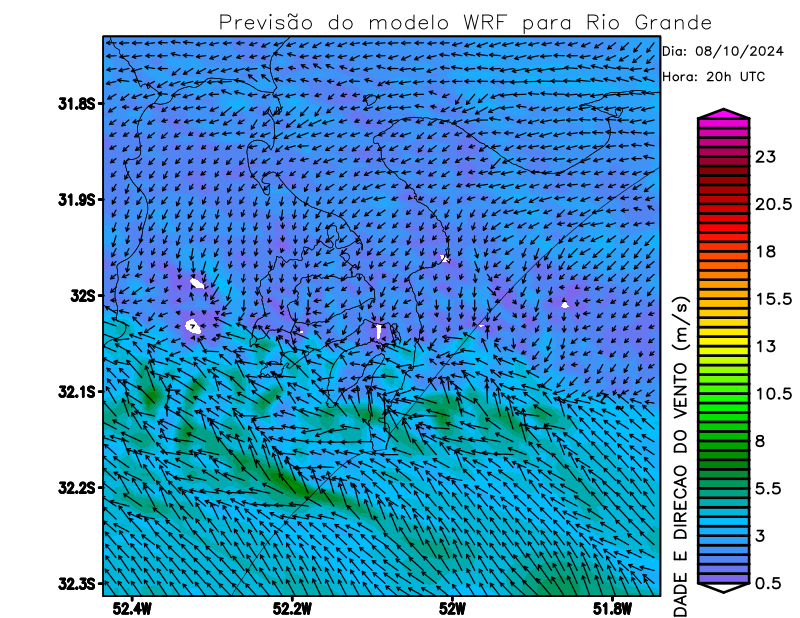 Previsão do modelo WRF para Rio Grande
Dia: 08/10/2024
Hora: 20h UTC
31.8S
31.9S
32S
32.1S
32.2S
32.3S
52.4W
52.2W
52W
51.8W
23
20.5
18
15.5
13
10.5
8
5.5
3
0.5
DADE E DIRECAO DO VENTO (m/s)